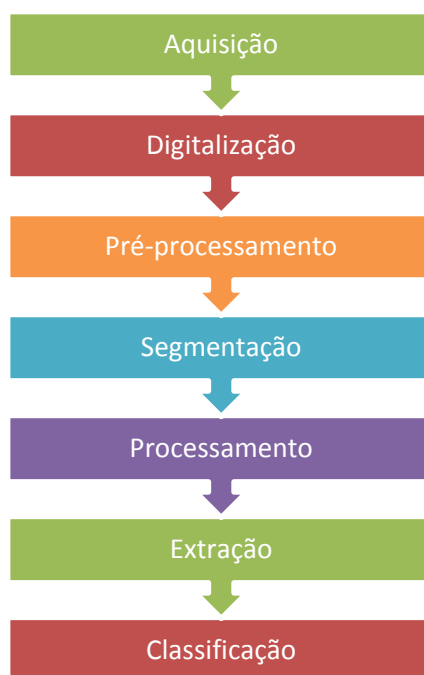 Aquisição
Digitalização
Pré-processamento
Segmentação
Processamento
Extração
Classificação